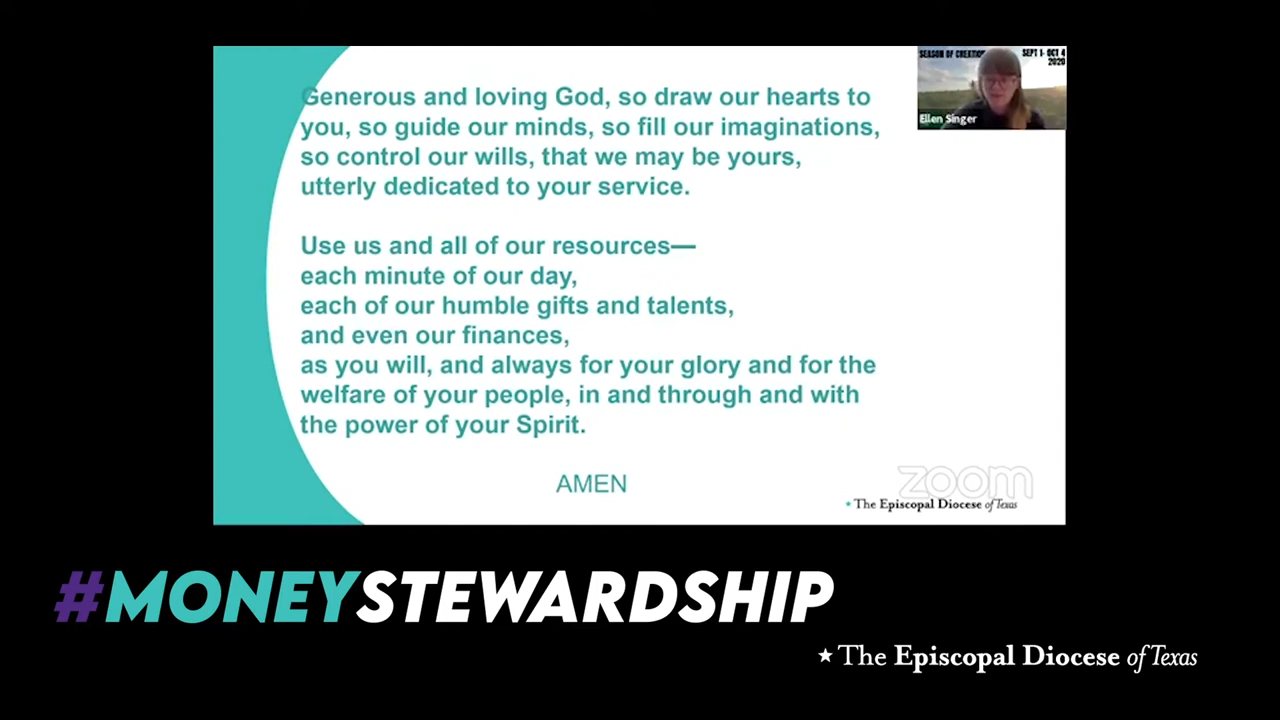 Generous and loving God, so draw our hearts to
you, so guide our minds, so fill our imaginations,
so control our wills, that we may be yours,
utterly dedicated to your service.
Use us and all of our resources—
each minute of our day,
each of our humble gifts and talents,
and even our finances,
as you will, and always for your glory and for the
welfare of your people, in and through and with
the power of your Spirit.
AMEN
SEASON OF CREATION
SEPT 1- OCT 4
2020
Ellen Singer
zoom
The Episcopal Diocese of Texas
#MONEYSTEWARDSHIP
The Episcopal Diocese of Texas